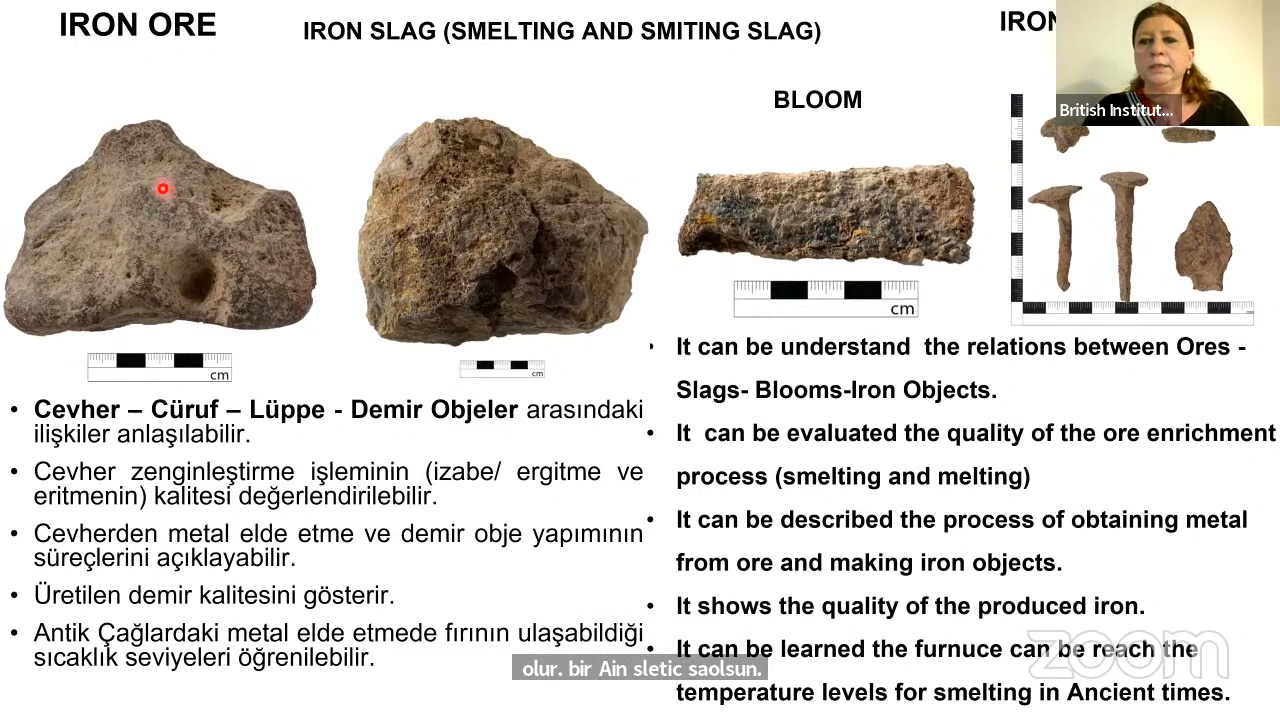 IRON ORE
IRON SLAG (SMELTING AND SMITING SLAG)
IRON
British Institut...
BLOOM
cm
cm
cm
• Cevher – Cüruf – Lüppe - Demir Objeler arasındaki
ilişkiler anlaşılabilir.
• Cevher zenginleştirme işleminin (izabe/ ergitme ve
eritmenin) kalitesi değerlendirilebilir.
• Cevherden metal elde etme ve demir obje yapımının
süreçlerini açıklayabilir.
• Üretilen demir kalitesini gösterir.
• Antik Çağlardaki metal elde etmede fırının ulaşabildiği
sıcaklık seviyeleri öğrenilebilir.
• It can be understand the relations between Ores -
Slags- Blooms-Iron Objects.
• It can be evaluated the quality of the ore enrichment
process (smelting and melting)
• It can be described the process of obtaining metal
from ore and making iron objects.
• It shows the quality of the produced iron.
• It can be learned the furnuce can be reach the
temperature levels for smelting in Ancient times.
olur. bir Ain sletic saolsun.
zoom